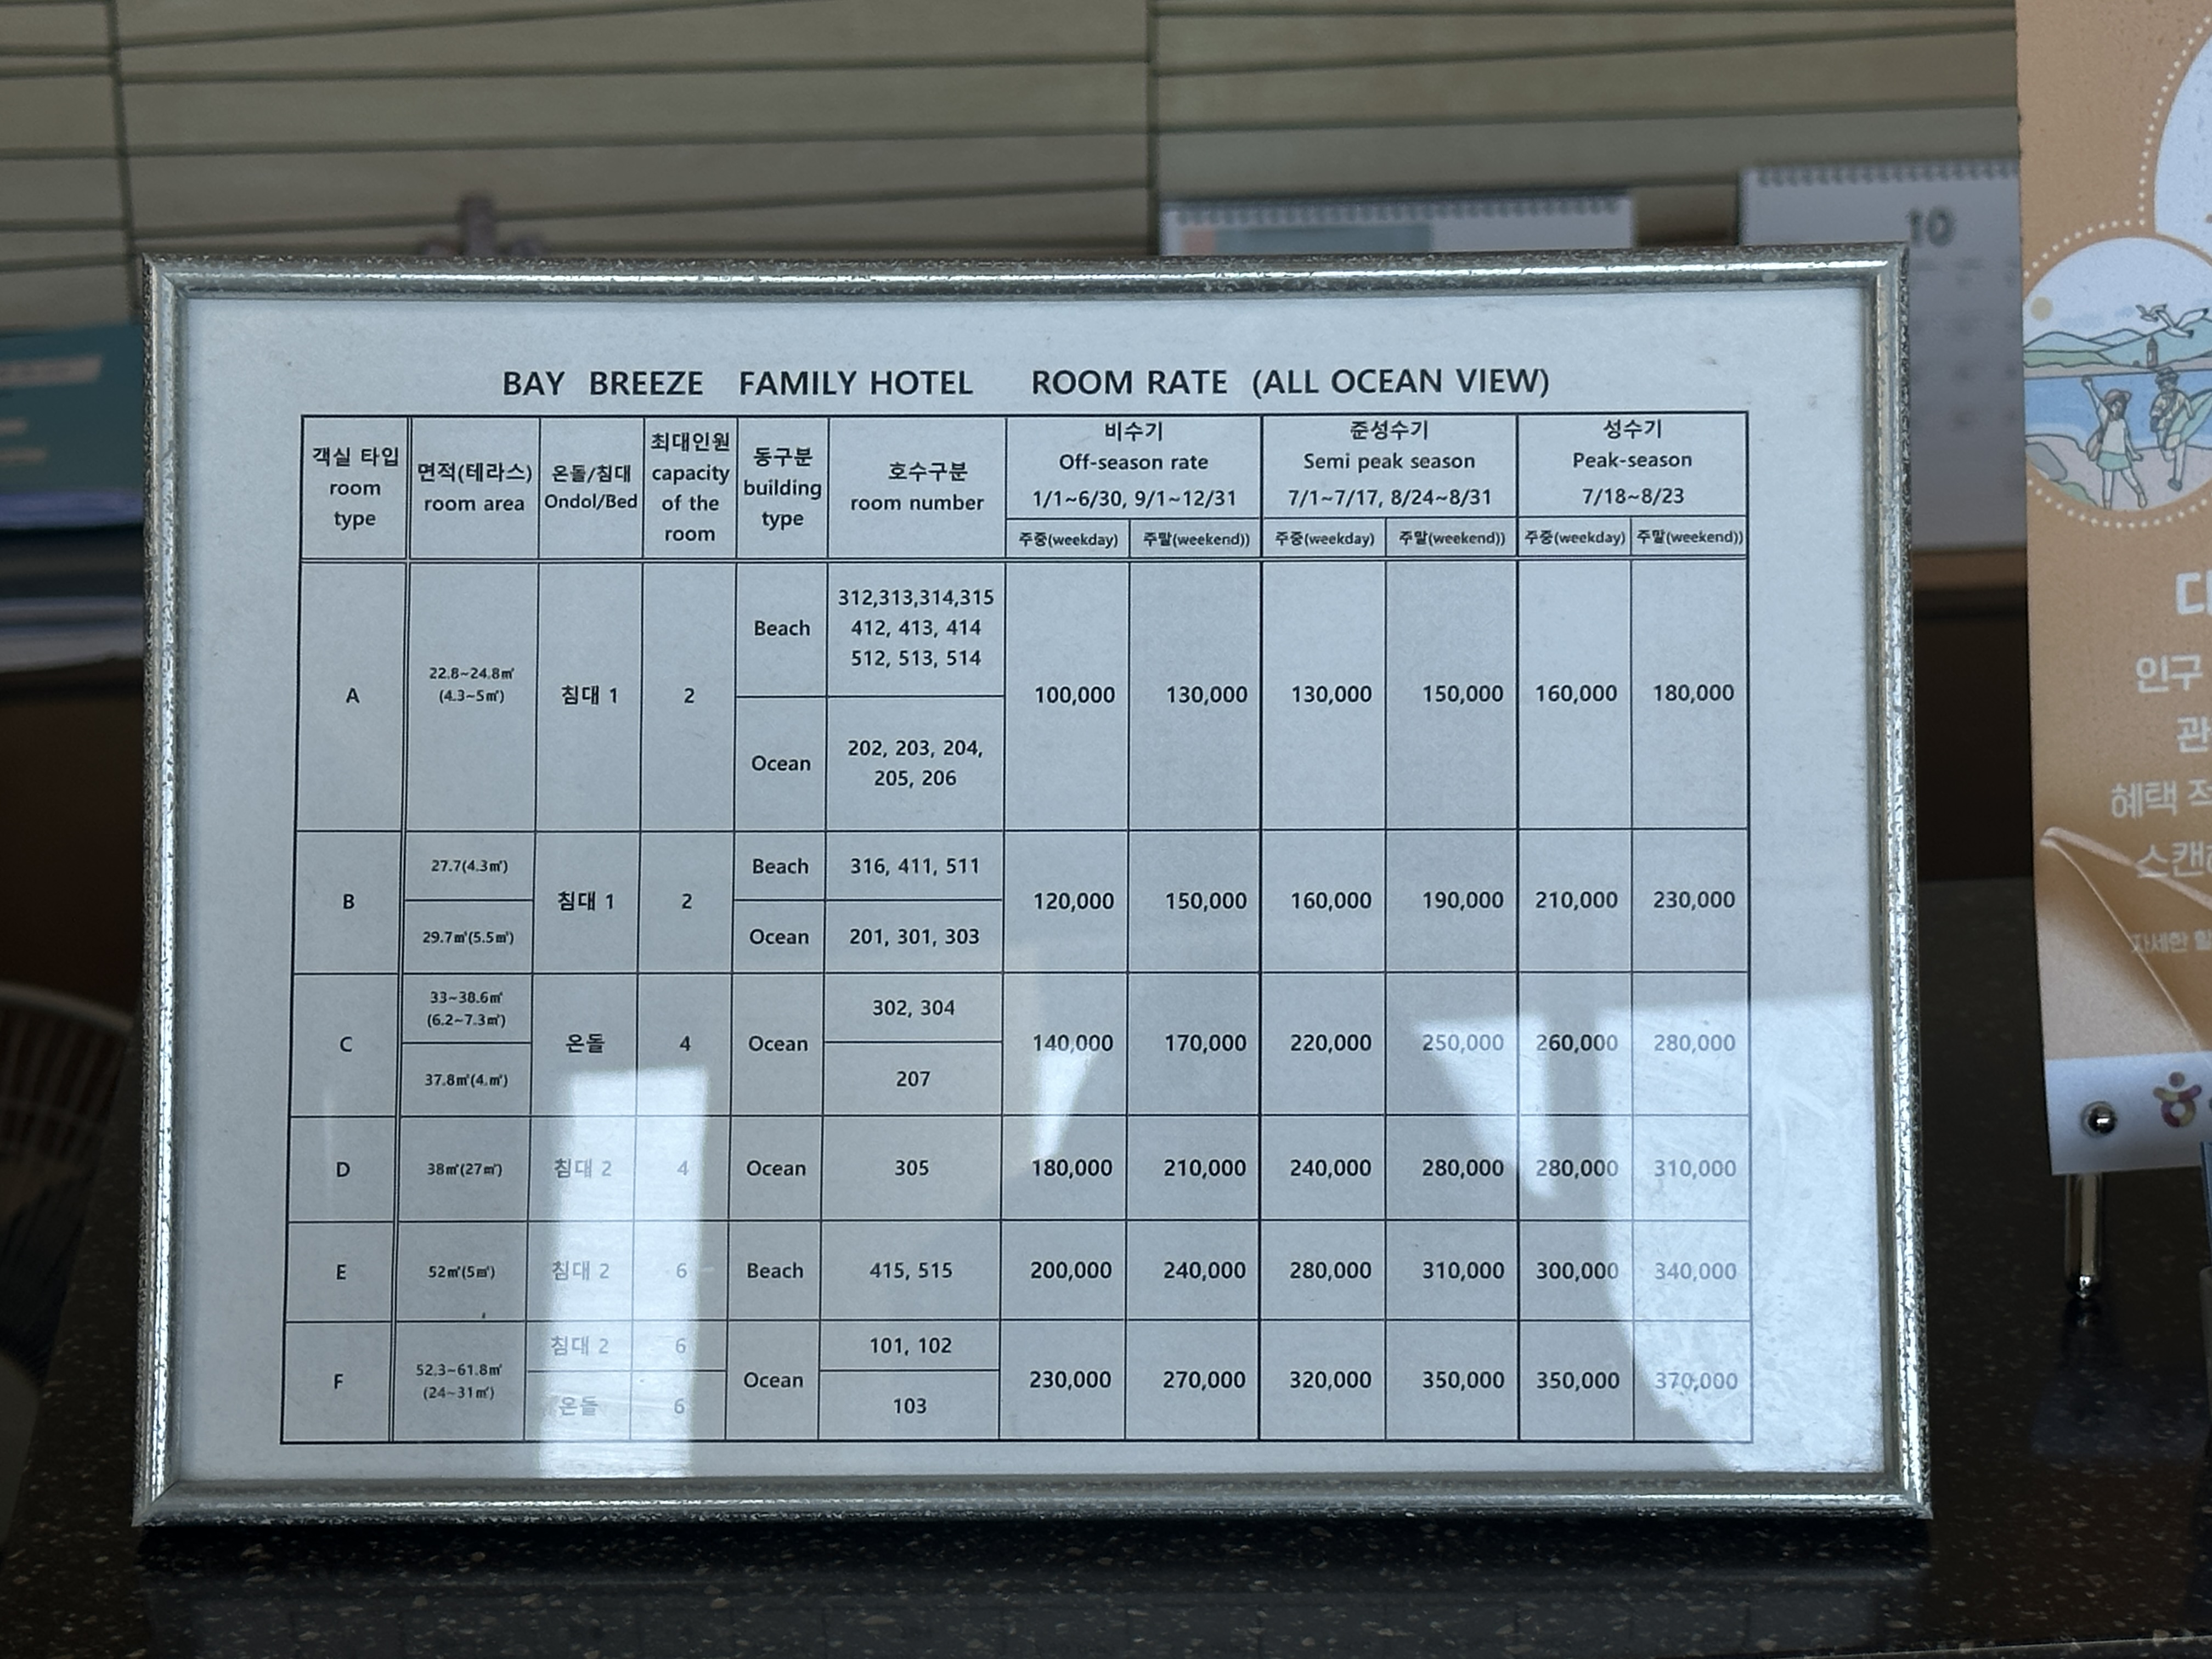 10
BAY BREEZE FAMILY HOTEL ROOM RATE (ALL OCEAN VIEW)
객실 타입 room type | 면적(테라스) room area | 온돌/침대 Ondol/Bed | 최대인원 capacity of the room | 동구분 building type | 호수구분 room number | 비수기 Off-season rate 1/1~6/30, 9/1~12/31 | 준성수기 Semi peak season 7/1~7/17, 8/24~8/31 | 성수기 Peak-season 7/18~8/23
주중(weekday) 주말(weekend)) 주중(weekday) 주말(weekend)) 주중(weekday) 주말(weekend))
A 22.8~24.8㎡ (4.3~5㎡) 침대 1 2 Beach 312,313,314,315
412, 413, 414
512, 513, 514
Ocean 202, 203, 204,
205, 206
100,000 130,000 130,000 150,000 160,000 180,000
B 27.7(4.3㎡) 침대 1 2 Beach 316, 411, 511
29.7㎡(5.5㎡) Ocean 201, 301, 303
120,000 150,000 160,000 190,000 210,000 230,000
C 33~38.6㎡ (6.2~7.3㎡) 온돌 4 Ocean 302, 304
37.8㎡(4.㎡) 207
140,000 170,000 220,000 250,000 260,000 280,000
D 38㎡(27㎡) 침대 2 4 Ocean 305 180,000 210,000 240,000 280,000 280,000 310,000
E 52㎡(5㎡) 침대 2 6 Beach 415, 515 200,000 240,000 280,000 310,000 300,000 340,000
F 52.3~61.8㎡ (24~31㎡) 침대 2 6 Ocean 101, 102
온돌 6 103
230,000 270,000 320,000 350,000 350,000 370,000
인구
관
혜택
자세한